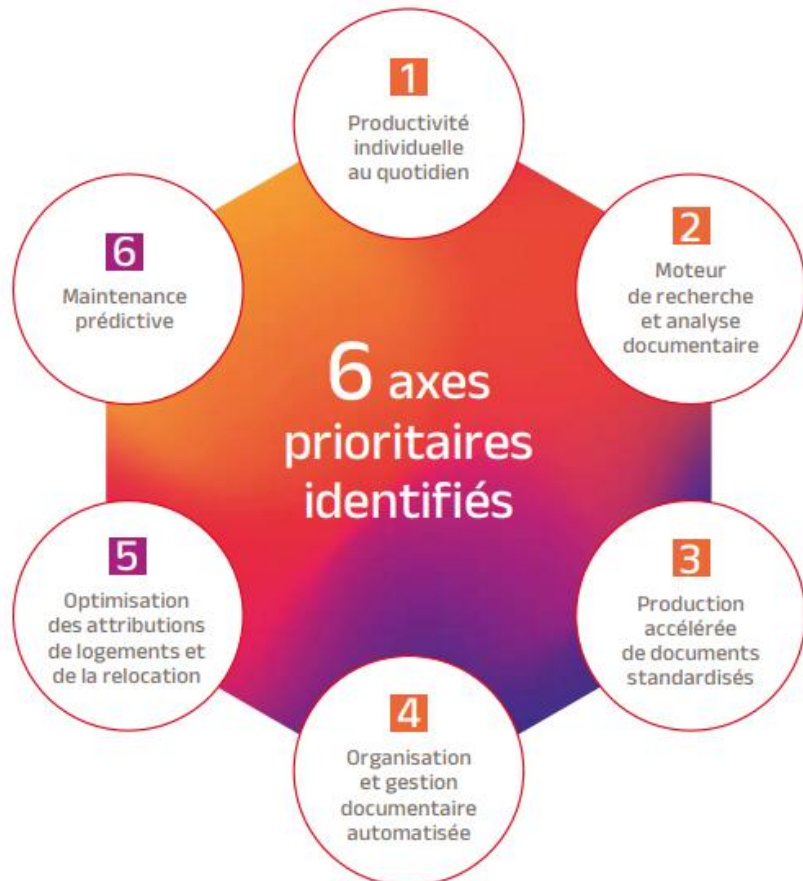 1
Productivité
individuelle
au quotidien
2
Moteur
de recherche
et analyse
documentaire
3
Production
accélérée
de documents
standardisés
4
Organisation
et gestion
documentaire
automatisée
5
Optimisation
des attributions
de logements et
de la relocation
6
Maintenance
prédictive
6 axes
prioritaires
identifiés